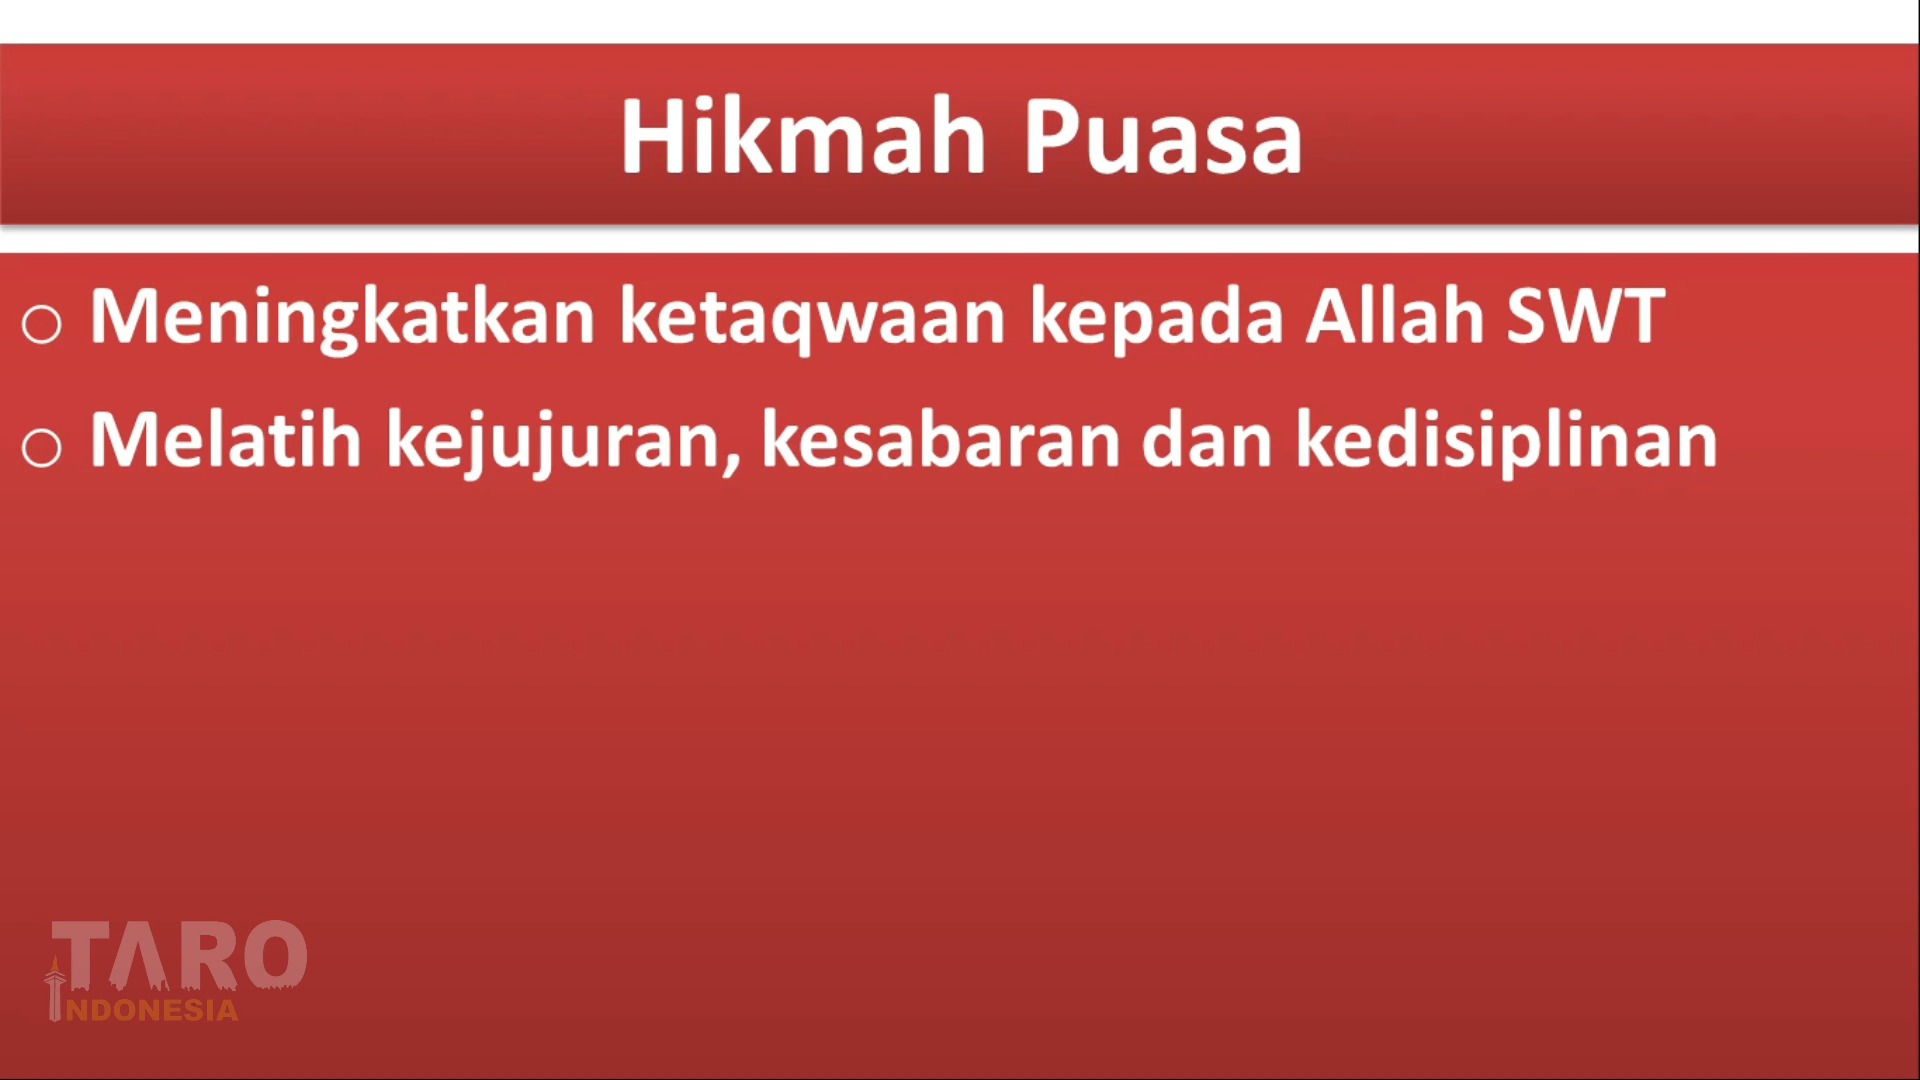 Hikmah Puasa
o Meningkatkan ketaqwaan kepada Allah SWT
o Melatih kejujuran, kesabaran dan kedisiplinan
TARO
INDONESIA